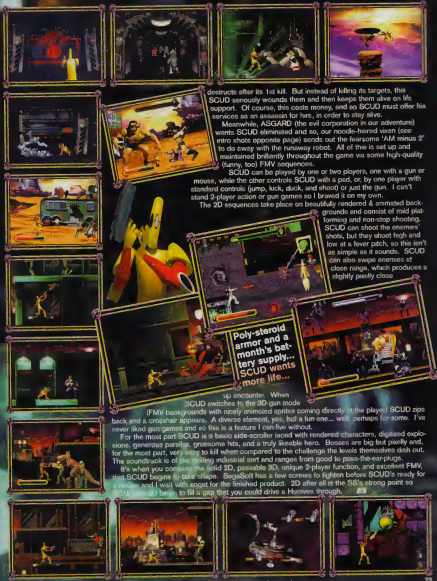 destructs after its 1st kill. But instead of killing its targets, the
SCUD seriously wounds them and then keeps them alive on life
support. Of course, this costs money, and so SCUD must offer his
services as an assassin for hire, in order to stay alive.
Meanwhile, ASGARD (the evil corporation in our adventure)
wants SCUD eliminated and so, our noodle-haired vixen (see
intro shots opposite page) sends out the fearsome "AM minus 2"
to do away with the runaway robot. All of this is set up and
maintained brilliantly throughout the game via some high-quality
(funny, too) FMV sequences.
SCUD can be played by one or two players, one with a gun or
mouse, while the other controls SCUD with a pad, or, by one player with
standard controls (jump, kick, duck, and shoot) or just the gun. I can't
stand 2-player action or gun games so I braved it on my own.
The 2D sequences take place on beautifully rendered & animated back-
grounds and consist of mid plat-
forming and non-stop shooting.
SCUD can shoot the enemies'
shots, but they shoot high and
low at a fever pitch, so this isn't
as simple as it sounds. SCUD
can also swipe enemies at
close range, which produces a
slightly pixelly close
up encounter. When
SCUD switches to the 3D gun mode
(FMV backgrounds with nicely animated sprites coming directly at the player) SCUD zips
back and a crosshair appears. A diverse element, yes, but a fun one... well, perhaps for some. I've
never liked gun games and so this is a feature I can live without.
For the most part SCUD is a basic side-scroller laced with rendered characters, digitized explo-
sions, generous parallax, gruesome hits, and a truly likeable hero. Bosses are big but pixelly and,
for the most part, very easy to kill when compared to the challenge the levels themselves dish out.
The soundtrack is of the grating industrial sort and ranges from good to pass-the-ear-plugs.
It's when you compare the solid 2D, passable 3D, unique 2-player function, and excellent FMV,
that SCUD begins to take shape. SegaSoft has a few screws to tighten before SCUD's ready for
a review and I wait with angst for the finished product. 2D after all is the SS's strong point so
begin to fill a gap that you could drive a Humvee through.
Poly-steroid
armor and a
month's bat-
tery supply...
SCUD wants
more life...